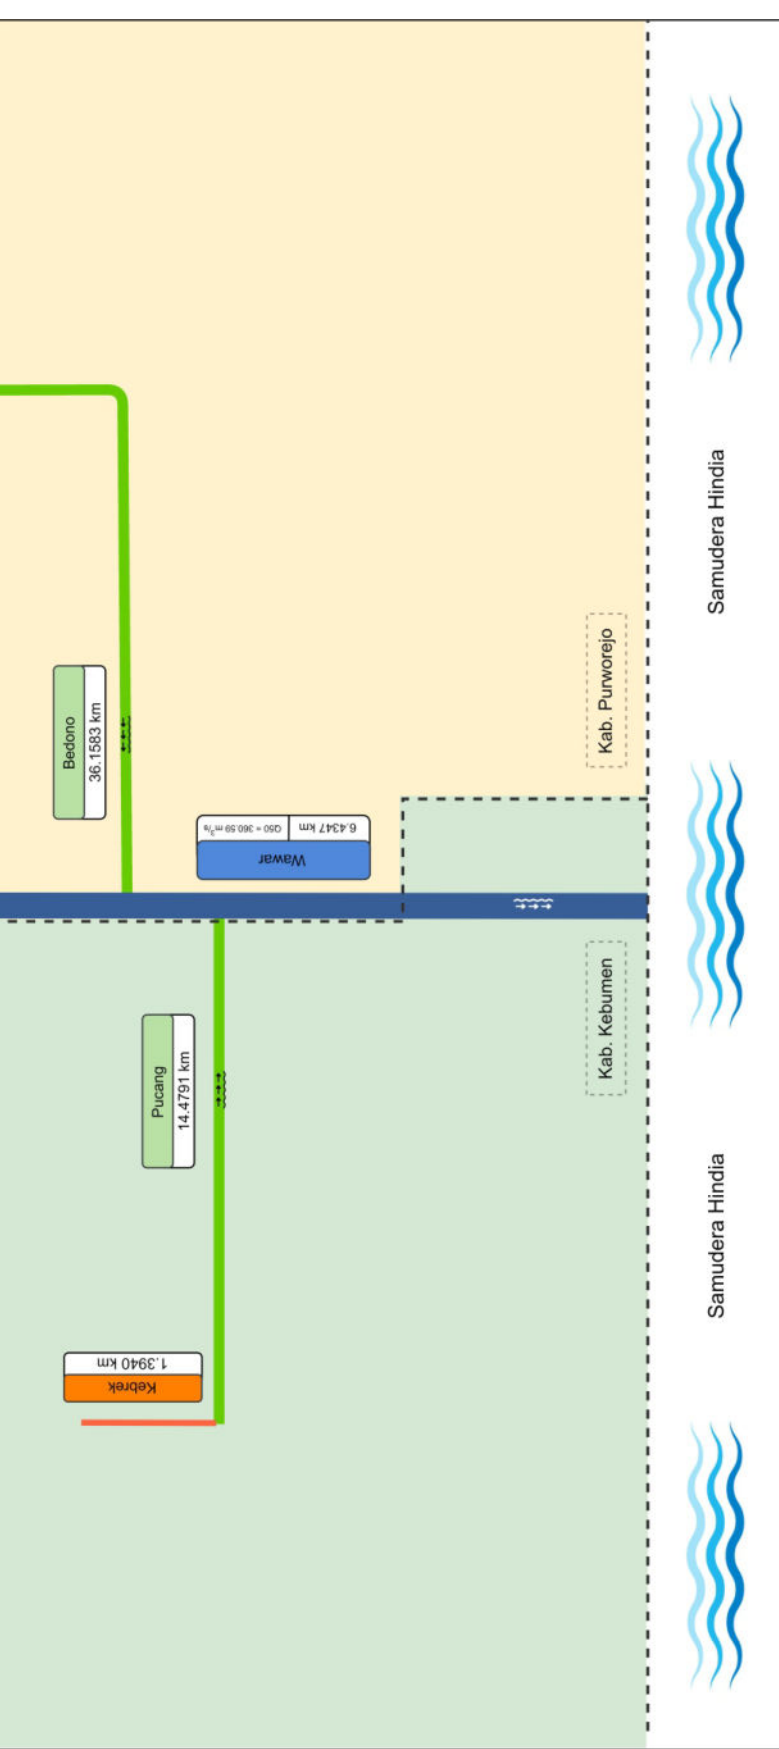 Samudera Hindia
Kab. Purworejo
Bedono
36.1583 km
Wawar
6.4347 km
Q50 = 360.59 m³/s
Kab. Kebumen
Pucang
14.4791 km
Samudera Hindia
Kebrek
1.3940 km